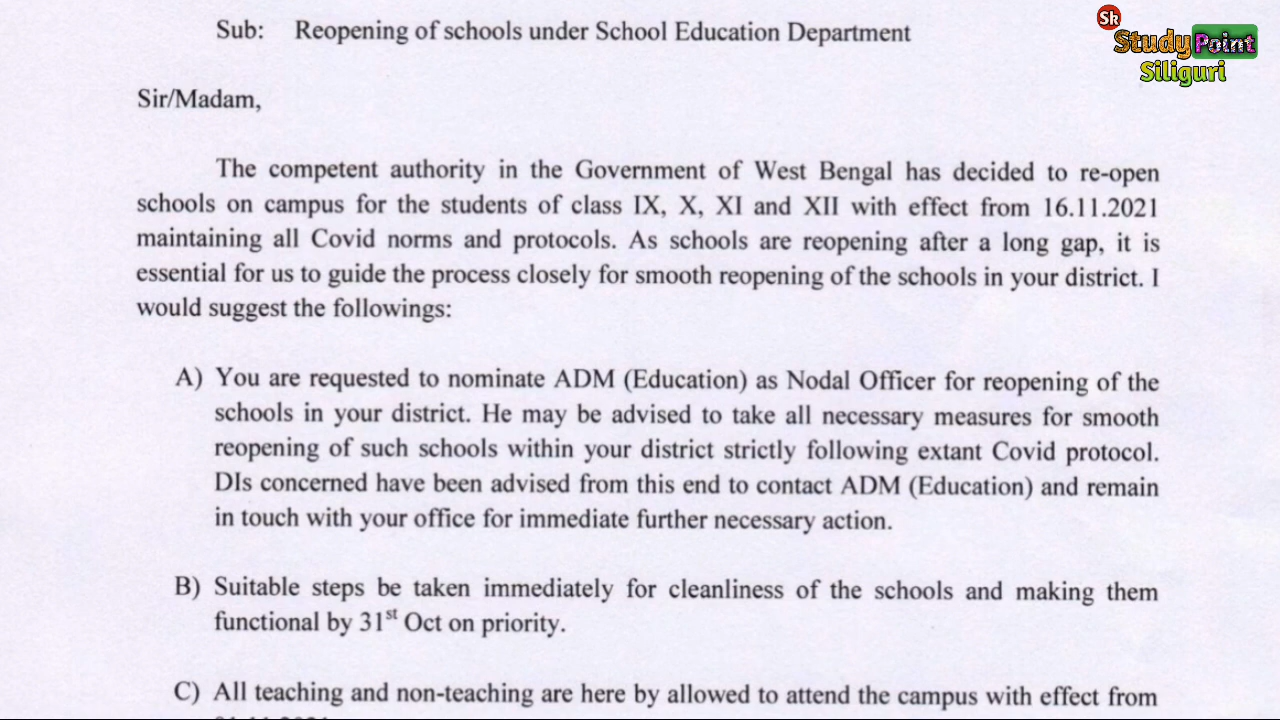 Sub: Reopening of schools under School Education Department
Sk
Study Point
Siliguri
Sir/Madam,
The competent authority in the Government of West Bengal has decided to re-open
schools on campus for the students of class IX, X, XI and XII with effect from 16.11.2021
maintaining all Covid norms and protocols. As schools are reopening after a long gap, it is
essential for us to guide the process closely for smooth reopening of the schools in your district. I
would suggest the followings:
A) You are requested to nominate ADM (Education) as Nodal Officer for reopening of the
schools in your district. He may be advised to take all necessary measures for smooth
reopening of such schools within your district strictly following extant Covid protocol.
DIs concerned have been advised from this end to contact ADM (Education) and remain
in touch with your office for immediate further necessary action.
B) Suitable steps be taken immediately for cleanliness of the schools and making them
functional by 31st Oct on priority.
C) All teaching and non-teaching are here by allowed to attend the campus with effect from